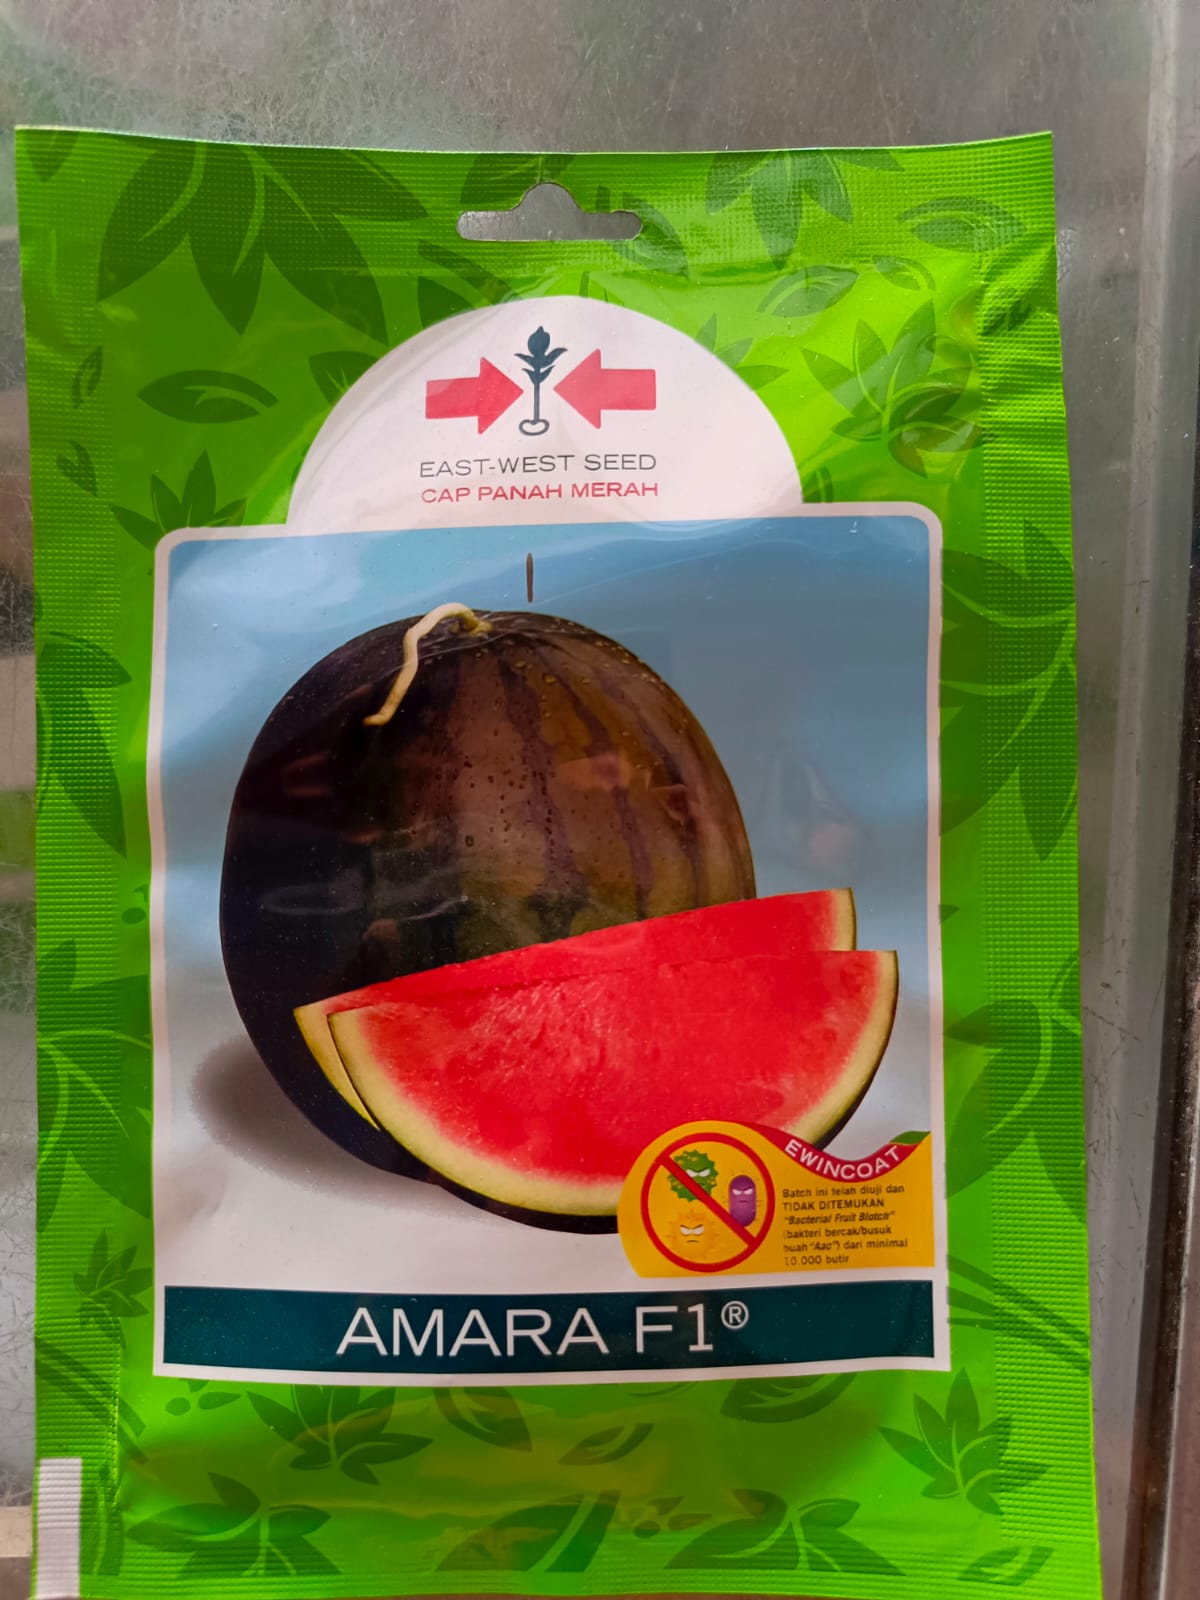 EAST-WEST SEED
CAP PANAH MERAH
EWINCOAT
Batch ini telah diuji dan
TIDAK DITEMUKAN
"Bacterial Fruit Blotch"
(bakteri bercak/busuk
buah "Aac") dari minimal
10.000 butir
AMARA F1®